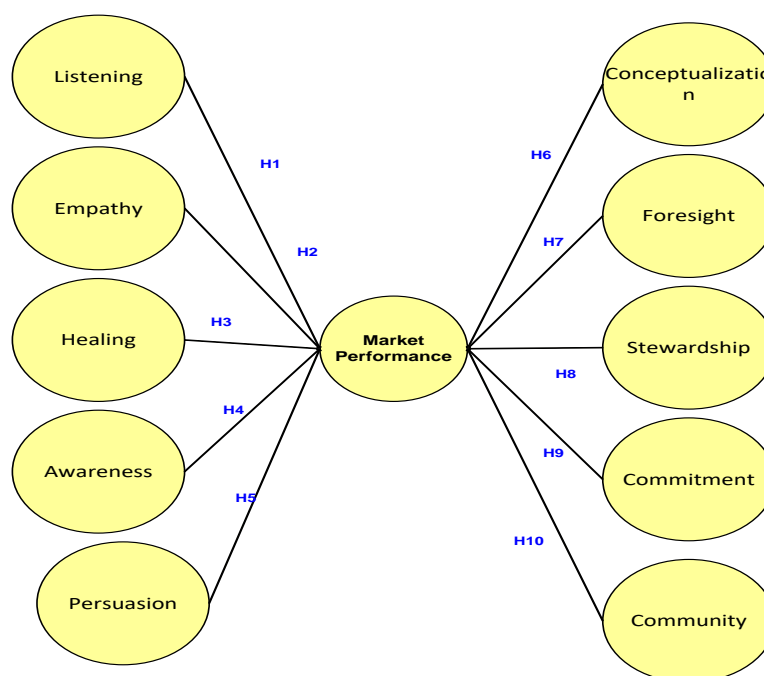 Listening
Empathy
Healing
Awareness
Persuasion
H1
H2
H3
H4
H5
Market
Performance
H6
H7
H8
H9
H10
Conceptualizatio
n
Foresight
Stewardship
Commitment
Community